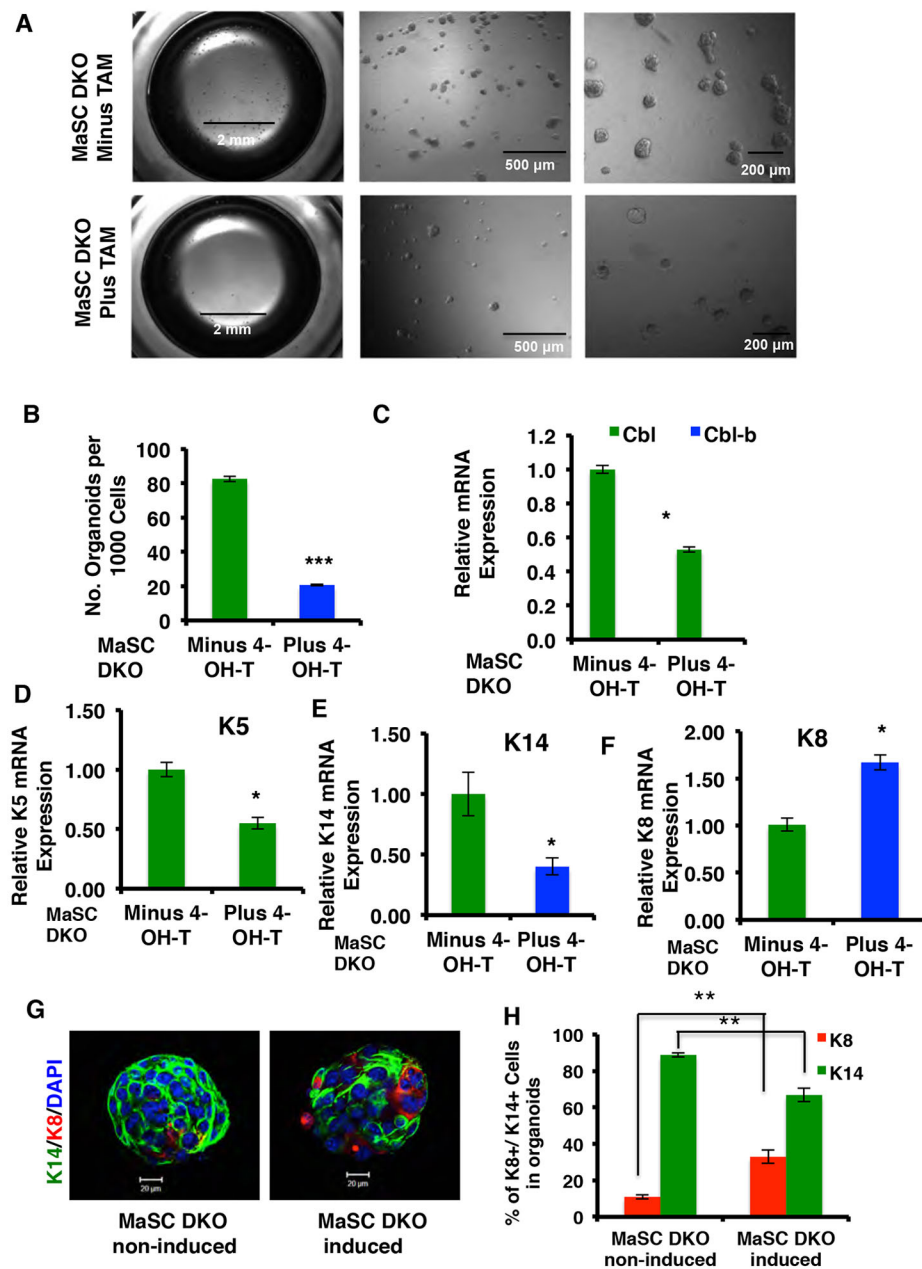 A
MaSC DKO
Minus TAM
2 mm
500 µm
200 µm
MaSC DKO
Plus TAM
2 mm
500 µm
200 µm
B
No. Organoids per
1000 Cells
100
80
60
40
20
0
***
MaSC
DKO
Minus 4-
OH-T
Plus 4-
OH-T
C
Relative mRNA
Expression
1.2
1.0
0.8
0.6
0.4
0.2
0.0
Cbl
Cbl-b
*
MaSC
DKO
Minus 4-
OH-T
Plus 4-
OH-T
D
K5
Relative K5 mRNA
Expression
1.50
1.00
0.50
0.00
*
MaSC
DKO
Minus 4-
OH-T
Plus 4-
OH-T
E
K14
Relative K14 mRNA
Expression
1.50
1.00
0.50
0.00
*
MaSC
DKO
Minus 4-
OH-T
Plus 4-
OH-T
F
K8
Relative K8 mRNA
Expression
2.00
1.50
1.00
0.50
0.00
*
MaSC
DKO
Minus 4-
OH-T
Plus 4-
OH-T
G
K14/K8/DAPI
20 µm
20 µm
MaSC DKO
non-induced
MaSC DKO
induced
H
% of K8+/ K14+ Cells
in organoids
100
80
60
40
20
0
**
**
K8
K14
MaSC DKO
non-induced
MaSC DKO
induced